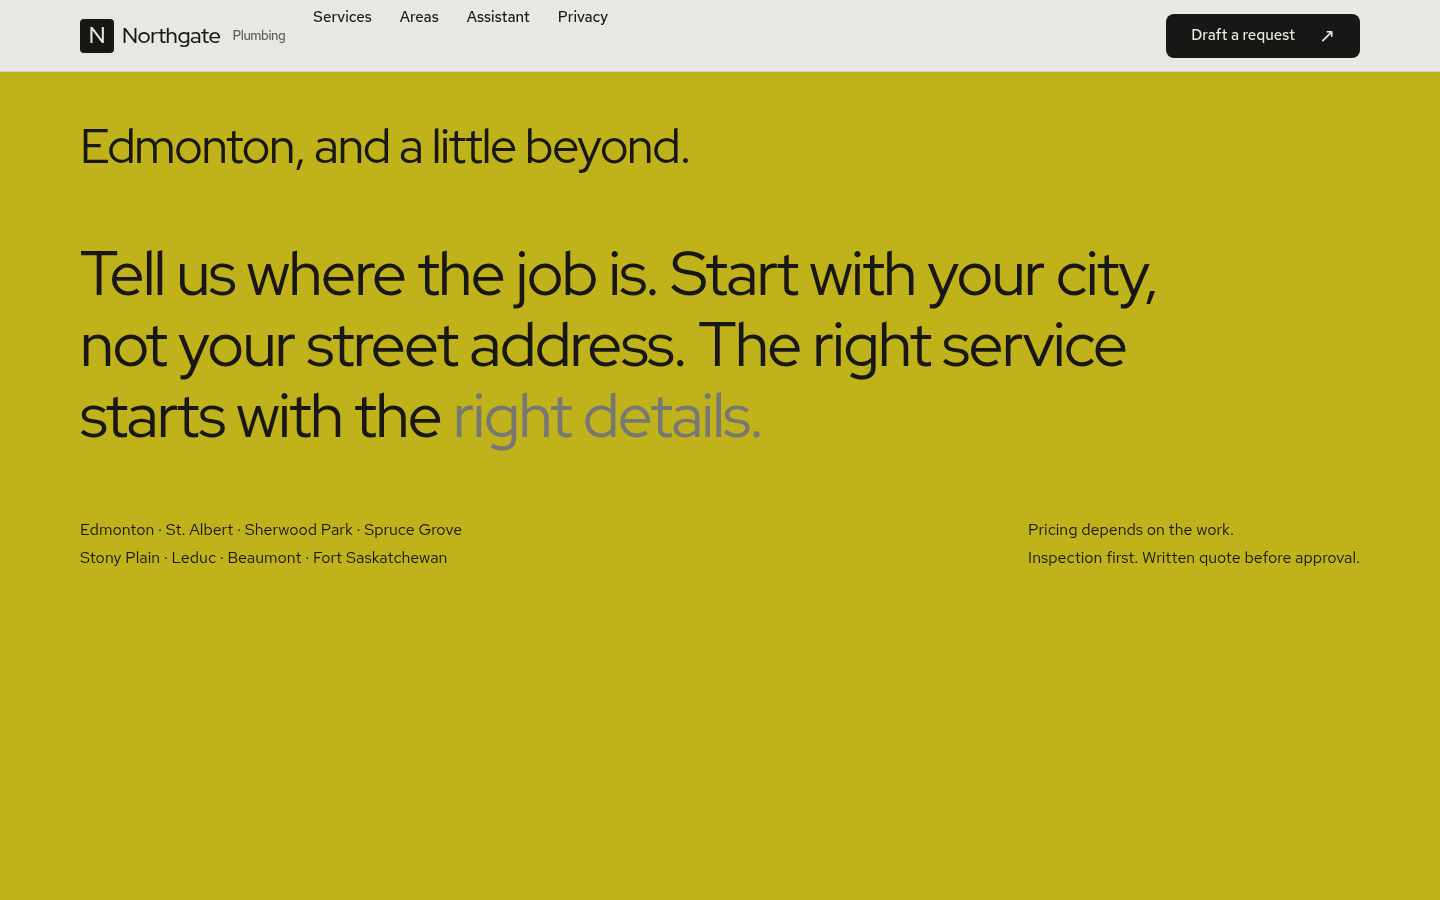 N Northgate Plumbing Services Areas Assistant Privacy Draft a request ↗
Edmonton, and a little beyond.
Tell us where the job is. Start with your city,
not your street address. The right service
starts with the right details.
Edmonton · St. Albert · Sherwood Park · Spruce Grove
Stony Plain · Leduc · Beaumont · Fort Saskatchewan
Pricing depends on the work.
Inspection first. Written quote before approval.